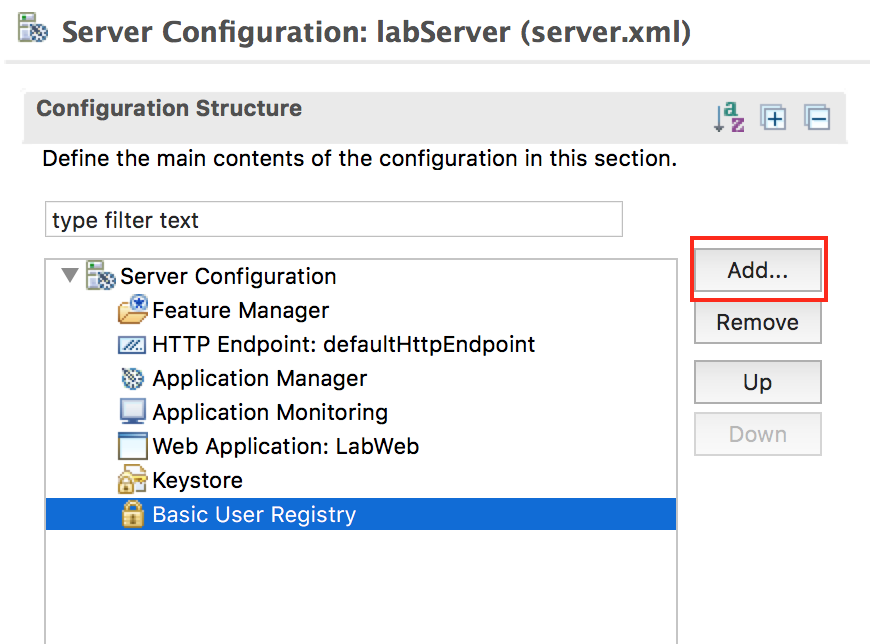 Server Configuration: labServer (server.xml)
Configuration Structure
Define the main contents of the configuration in this section.
type filter text
Server Configuration
Add...
Feature Manager
Remove
HTTP Endpoint: defaultHttpEndpoint
Application Manager
Up
Application Monitoring
Down
Web Application: LabWeb
Keystore
Basic User Registry